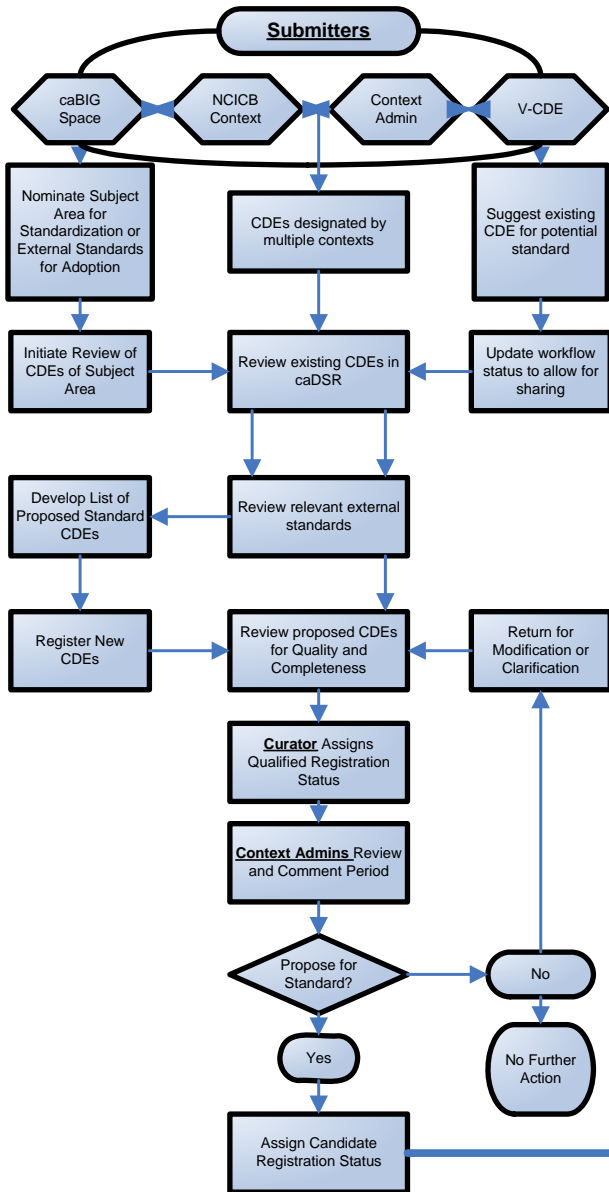 Submitters
caBIG
Space
NCICB
Context
Context
Admin
V-CDE
Nominate Subject
Area for
Standardization or
External Standards
for Adoption
CDEs designated by
multiple contexts
Suggest existing
CDE for potential
standard
Initiate Review of
CDEs of Subject
Area
Review existing CDEs in
caDSR
Update workflow
status to allow for
sharing
Develop List of
Proposed Standard
CDEs
Review relevant external
standards
Register New
CDEs
Review proposed CDEs
for Quality and
Completeness
Return for
Modification or
Clarification
Curator Assigns
Qualified Registration
Status
Context Admins Review
and Comment Period
Propose for
Standard?
No
Yes
No Further
Action
Assign Candidate
Registration Status